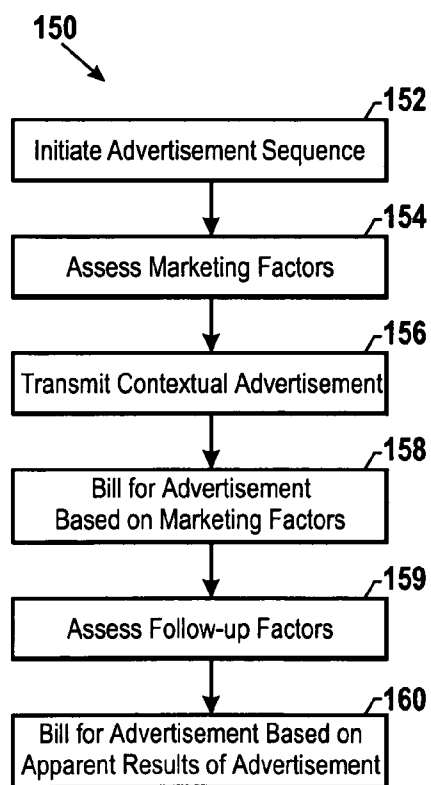 150
152
Initiate Advertisement Sequence
154
Assess Marketing Factors
156
Transmit Contextual Advertisement
158
Bill for Advertisement
Based on Marketing Factors
159
Assess Follow-up Factors
160
Bill for Advertisement Based on
Apparent Results of Advertisement